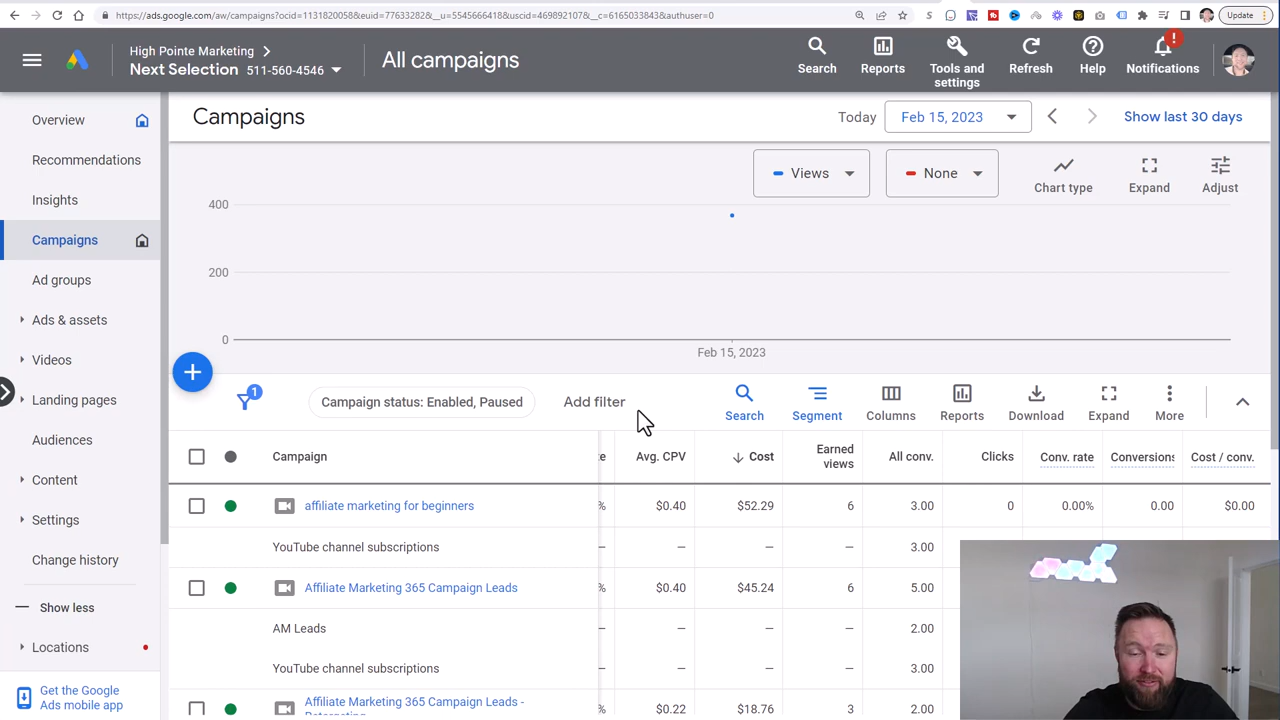 ads.google.com/aw/campaigns?ocid=1131820058&euid=77633282&__u=5545666418&uscid=469892107&__c=6165033843&authuser=0
Update
High Pointe Marketing
Next Selection 511-560-4546
All campaigns
Search
Reports
Tools and settings
Refresh
Help
!
Notifications
Overview
Recommendations
Insights
Campaigns
Ad groups
Ads & assets
Videos
Landing pages
Audiences
Content
Settings
Change history
Show less
Locations
Get the Google
Ads mobile app
Campaigns
Today
Feb 15, 2023
Show last 30 days
Views
None
Chart type
Expand
Adjust
400
200
0
Feb 15, 2023
1
Campaign status: Enabled, Paused
Add filter
Search
Segment
Columns
Reports
Download
Expand
More
Campaign
te
Avg. CPV
Cost
Earned views
All conv.
Clicks
Conv. rate
Conversions
Cost / conv.
affiliate marketing for beginners
%
$0.40
$52.29
6
3.00
0
0.00%
0.00
$0.00
YouTube channel subscriptions
—
—
—
—
3.00
Affiliate Marketing 365 Campaign Leads
%
$0.40
$45.24
6
5.00
AM Leads
—
—
—
—
2.00
YouTube channel subscriptions
—
—
—
—
3.00
Affiliate Marketing 365 Campaign Leads -
%
$0.22
$18.76
3
2.00